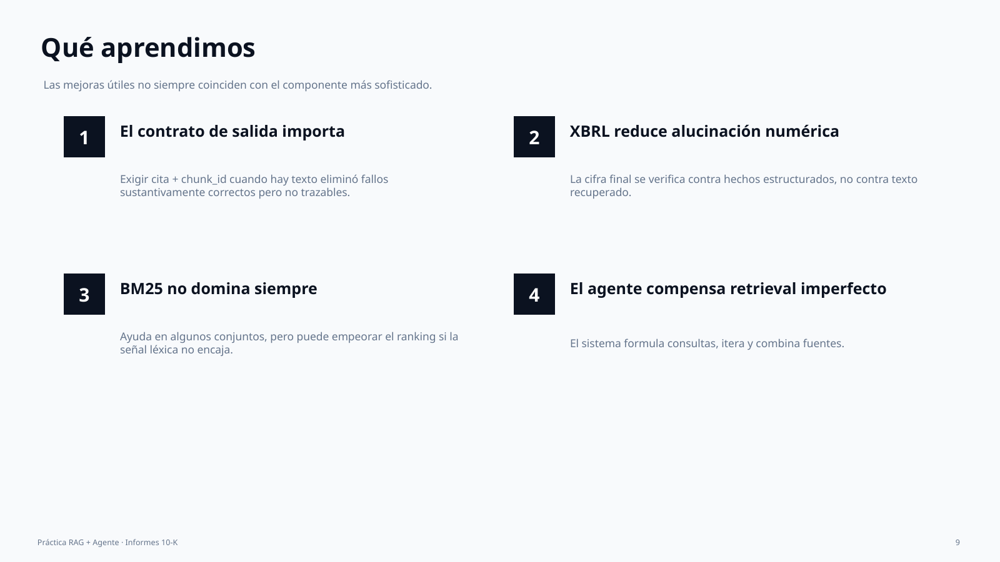 Qué aprendimos
Las mejoras útiles no siempre coinciden con el componente más sofisticado.
1
El contrato de salida importa
Exigir cita + chunk_id cuando hay texto eliminó fallos
sustantivamente correctos pero no trazables.
2
XBRL reduce alucinación numérica
La cifra final se verifica contra hechos estructurados, no contra texto
recuperado.
3
BM25 no domina siempre
Ayuda en algunos conjuntos, pero puede empeorar el ranking si la
señal léxica no encaja.
4
El agente compensa retrieval imperfecto
El sistema formula consultas, itera y combina fuentes.
Práctica RAG + Agente · Informes 10-K
9